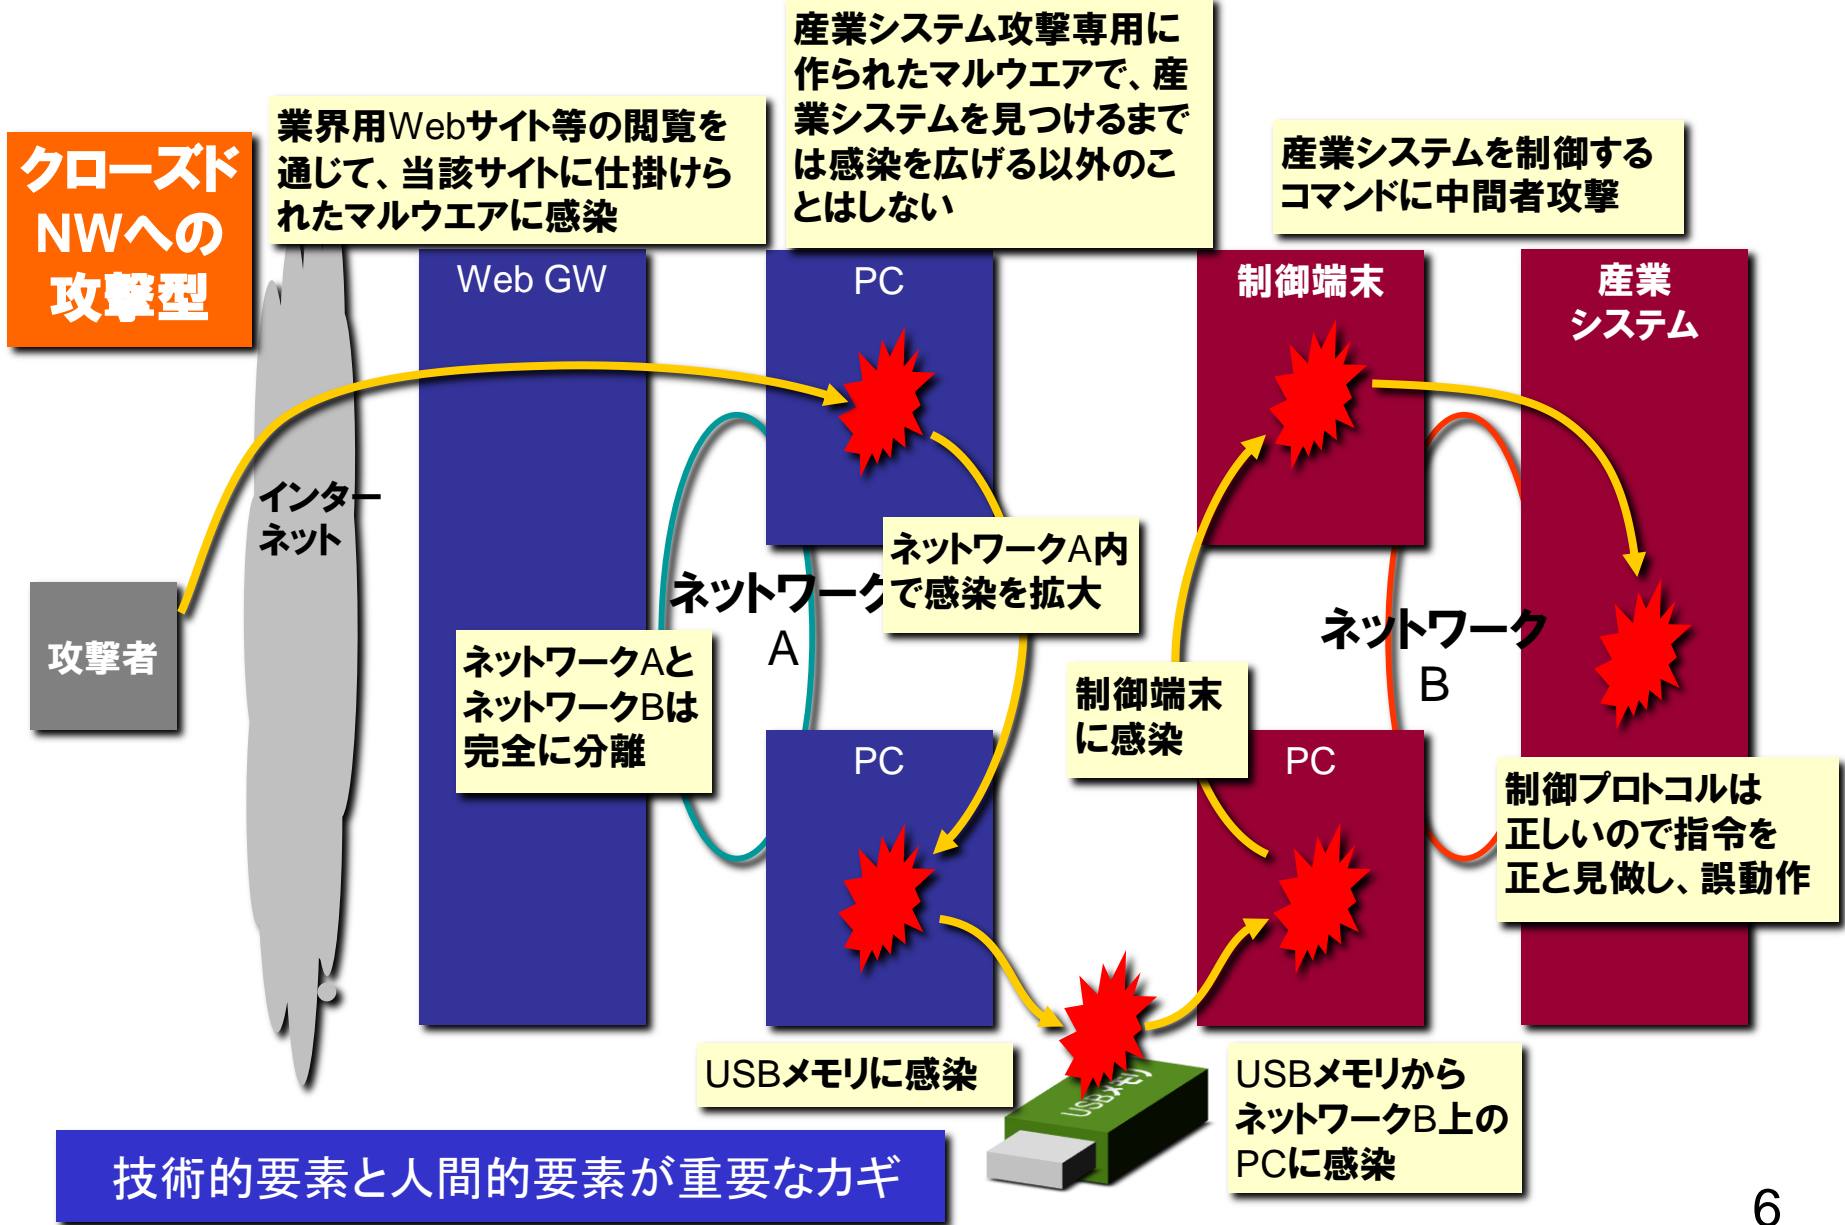 産業システム攻撃専用に
作られたマルウエアで、産
業システムを見つけるまで
は感染を広げる以外のこ
とはしない
業界用Webサイト等の閲覧を
通じて、当該サイトに仕掛けら
れたマルウエアに感染
産業システムを制御する
コマンドに中間者攻撃
クローズド
NWへの
攻撃型
Web GW
PC
制御端末
産業
システム
インター
ネット
攻撃者
ネットワーク
A
ネットワークA内
で感染を拡大
ネットワークAと
ネットワークBは
完全に分離
制御端末
に感染
ネットワーク
B
PC
PC
制御プロトコルは
正しいので指令を
正と見做し、誤動作
USBメモリに感染
USBメモリ
USBメモリから
ネットワークB上の
PCに感染
技術的要素と人間的要素が重要なカギ
6